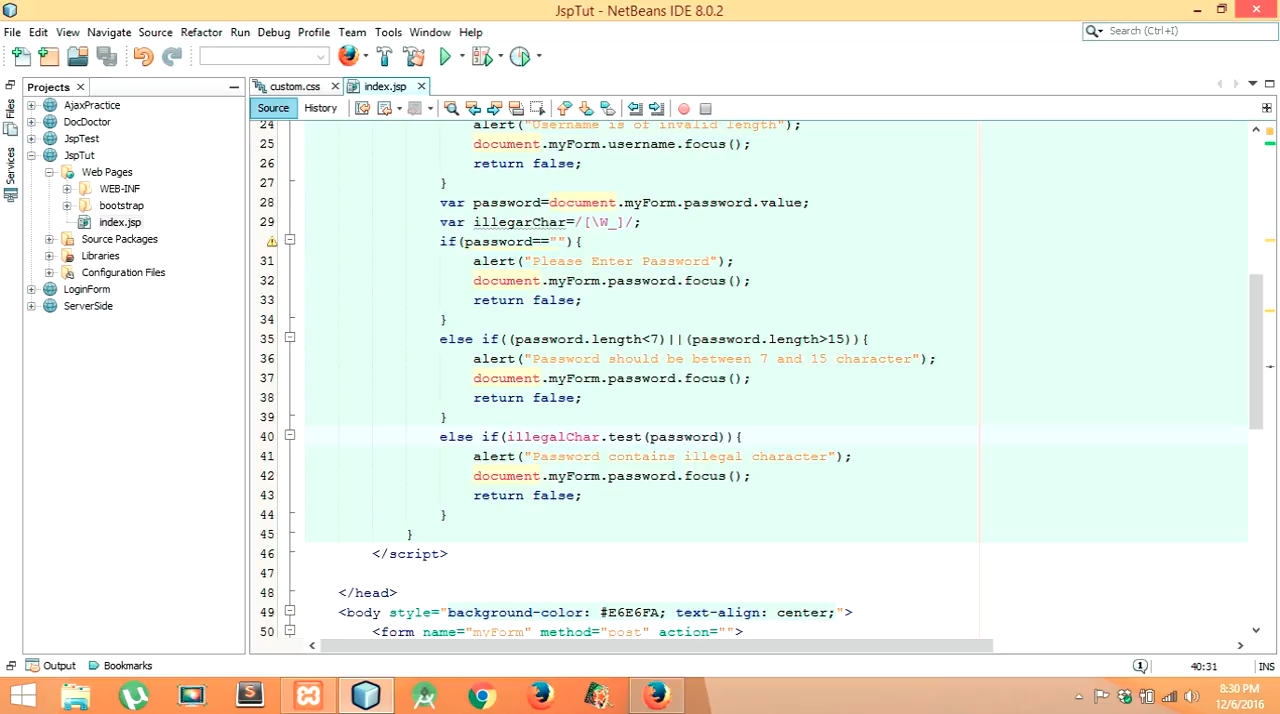 JspTut - NetBeans IDE 8.0.2
File Edit View Navigate Source Refactor Run Debug Profile Team Tools Window Help
Search (Ctrl+I)
Projects
custom.css
index.jsp
Files
Services
AjaxPractice
DocDoctor
JspTest
JspTut
Web Pages
WEB-INF
bootstrap
index.jsp
Source Packages
Libraries
Configuration Files
LoginForm
ServerSide
Source History
24 alert("Username is of invalid length");
25 document.myForm.username.focus();
26 return false;
27 }
28 var password=document.myForm.password.value;
29 var illegarChar=/[\W_]/;
if(password==""){
31 alert("Please Enter Password");
32 document.myForm.password.focus();
33 return false;
34 }
35 else if((password.length<7)||(password.length>15)){
36 alert("Password should be between 7 and 15 character");
37 document.myForm.password.focus();
38 return false;
39 }
40 else if(illegalChar.test(password)){
41 alert("Password contains illegal character");
42 document.myForm.password.focus();
43 return false;
44 }
45 }
46 </script>
47
48 </head>
49 <body style="background-color: #E6E6FA; text-align: center;">
50 <form name="myForm" method="post" action="">
Output Bookmarks
1
40:31
INS
8:30 PM
12/6/2016